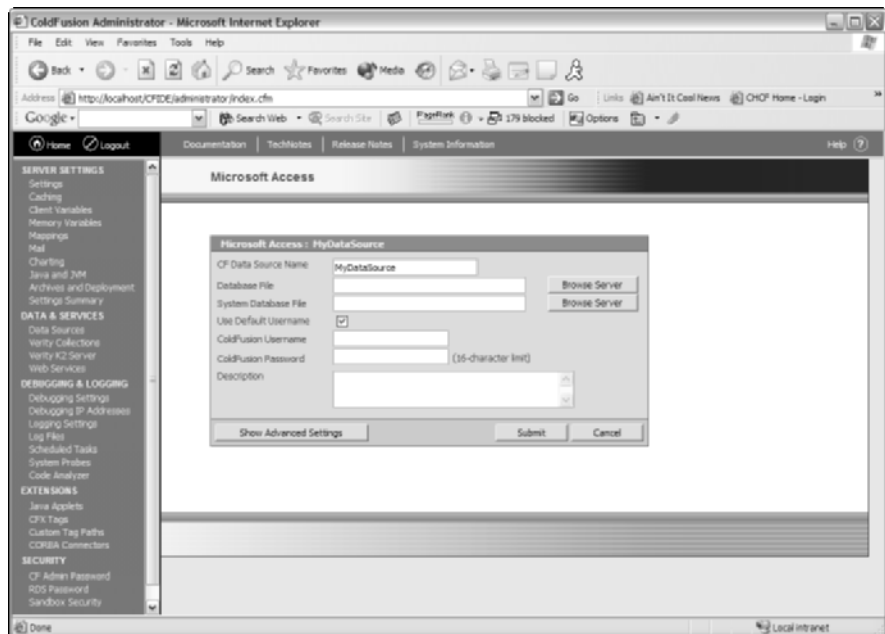 ColdFusion Administrator - Microsoft Internet Explorer
File Edit View Favorites Tools Help
Back Search Favorites Media
Address http://localhost/CFIDE/administrator/index.cfm Go Links Ain't It Cool News CHOF Home - Login
Google Search Web Search Site PageRank 179 blocked Options
Home Logout Documentation TechNotes Release Notes System Information Help
SERVER SETTINGS
Settings
Caching
Client Variables
Memory Variables
Mappings
Mail
Charting
Java and JVM
Archives and Deployment
Settings Summary
DATA & SERVICES
Data Sources
Verity Collections
Verity K2 Server
Web Services
DEBUGGING & LOGGING
Debugging Settings
Debugging IP Addresses
Logging Settings
Log Files
Scheduled Tasks
System Probes
Code Analyzer
EXTENSIONS
Java Applets
CFX Tags
Custom Tag Paths
CORBA Connectors
SECURITY
CF Admin Password
RDS Password
Sandbox Security
Microsoft Access
Microsoft Access : MyDataSource
CF Data Source Name MyDataSource
Database File Browse Server
System Database File Browse Server
Use Default Username
ColdFusion Username
ColdFusion Password (16-character limit)
Description
Show Advanced Settings Submit Cancel
Done Local intranet